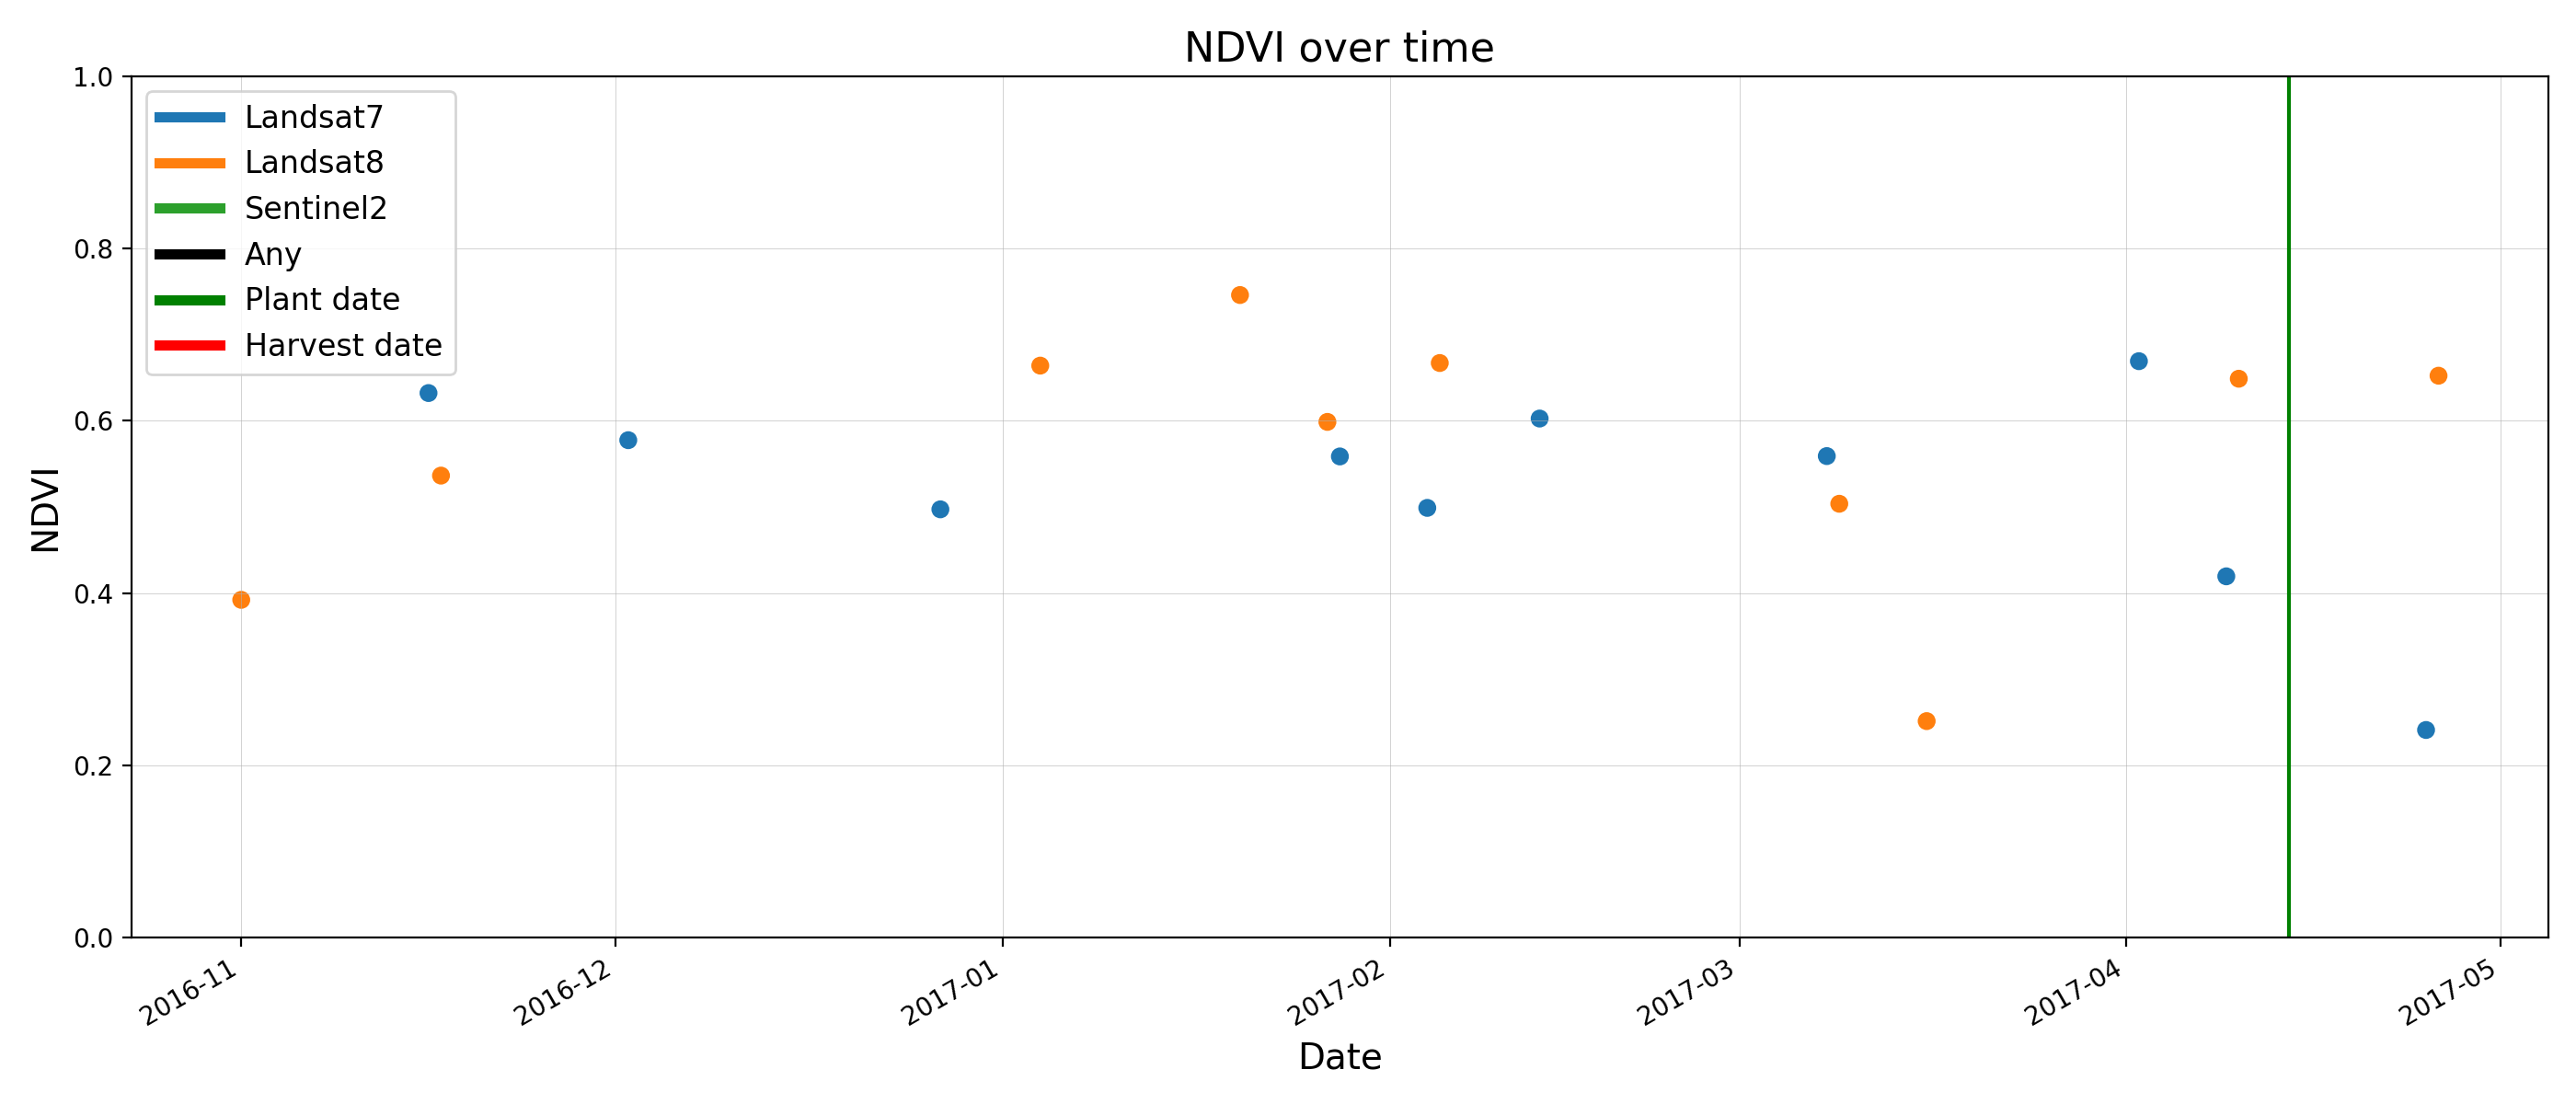 NDVI over time
1.0
0.8
0.6
0.4
0.2
0.0
NDVI
Landsat7
Landsat8
Sentinel2
Any
Plant date
Harvest date
2016-11
2016-12
2017-01
2017-02
2017-03
2017-04
2017-05
Date